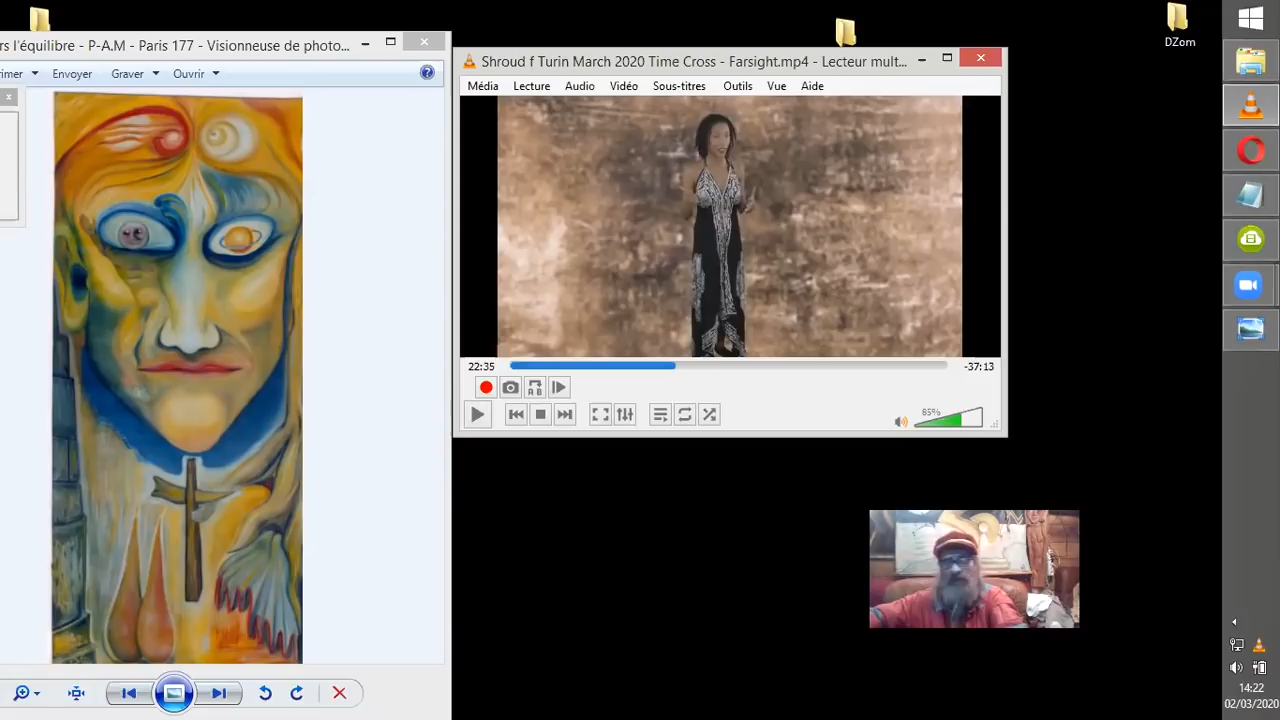 DZom
rs l'équilibre - P-A-M - Paris 177 - Visionneuse de photo...
imer Envoyer Graver Ouvrir
Shroud f Turin March 2020 Time Cross - Farsight.mp4 - Lecteur mult...
Média Lecture Audio Vidéo Sous-titres Outils Vue Aide
22:35 -37:13
A B
85%
14:22
02/03/2020